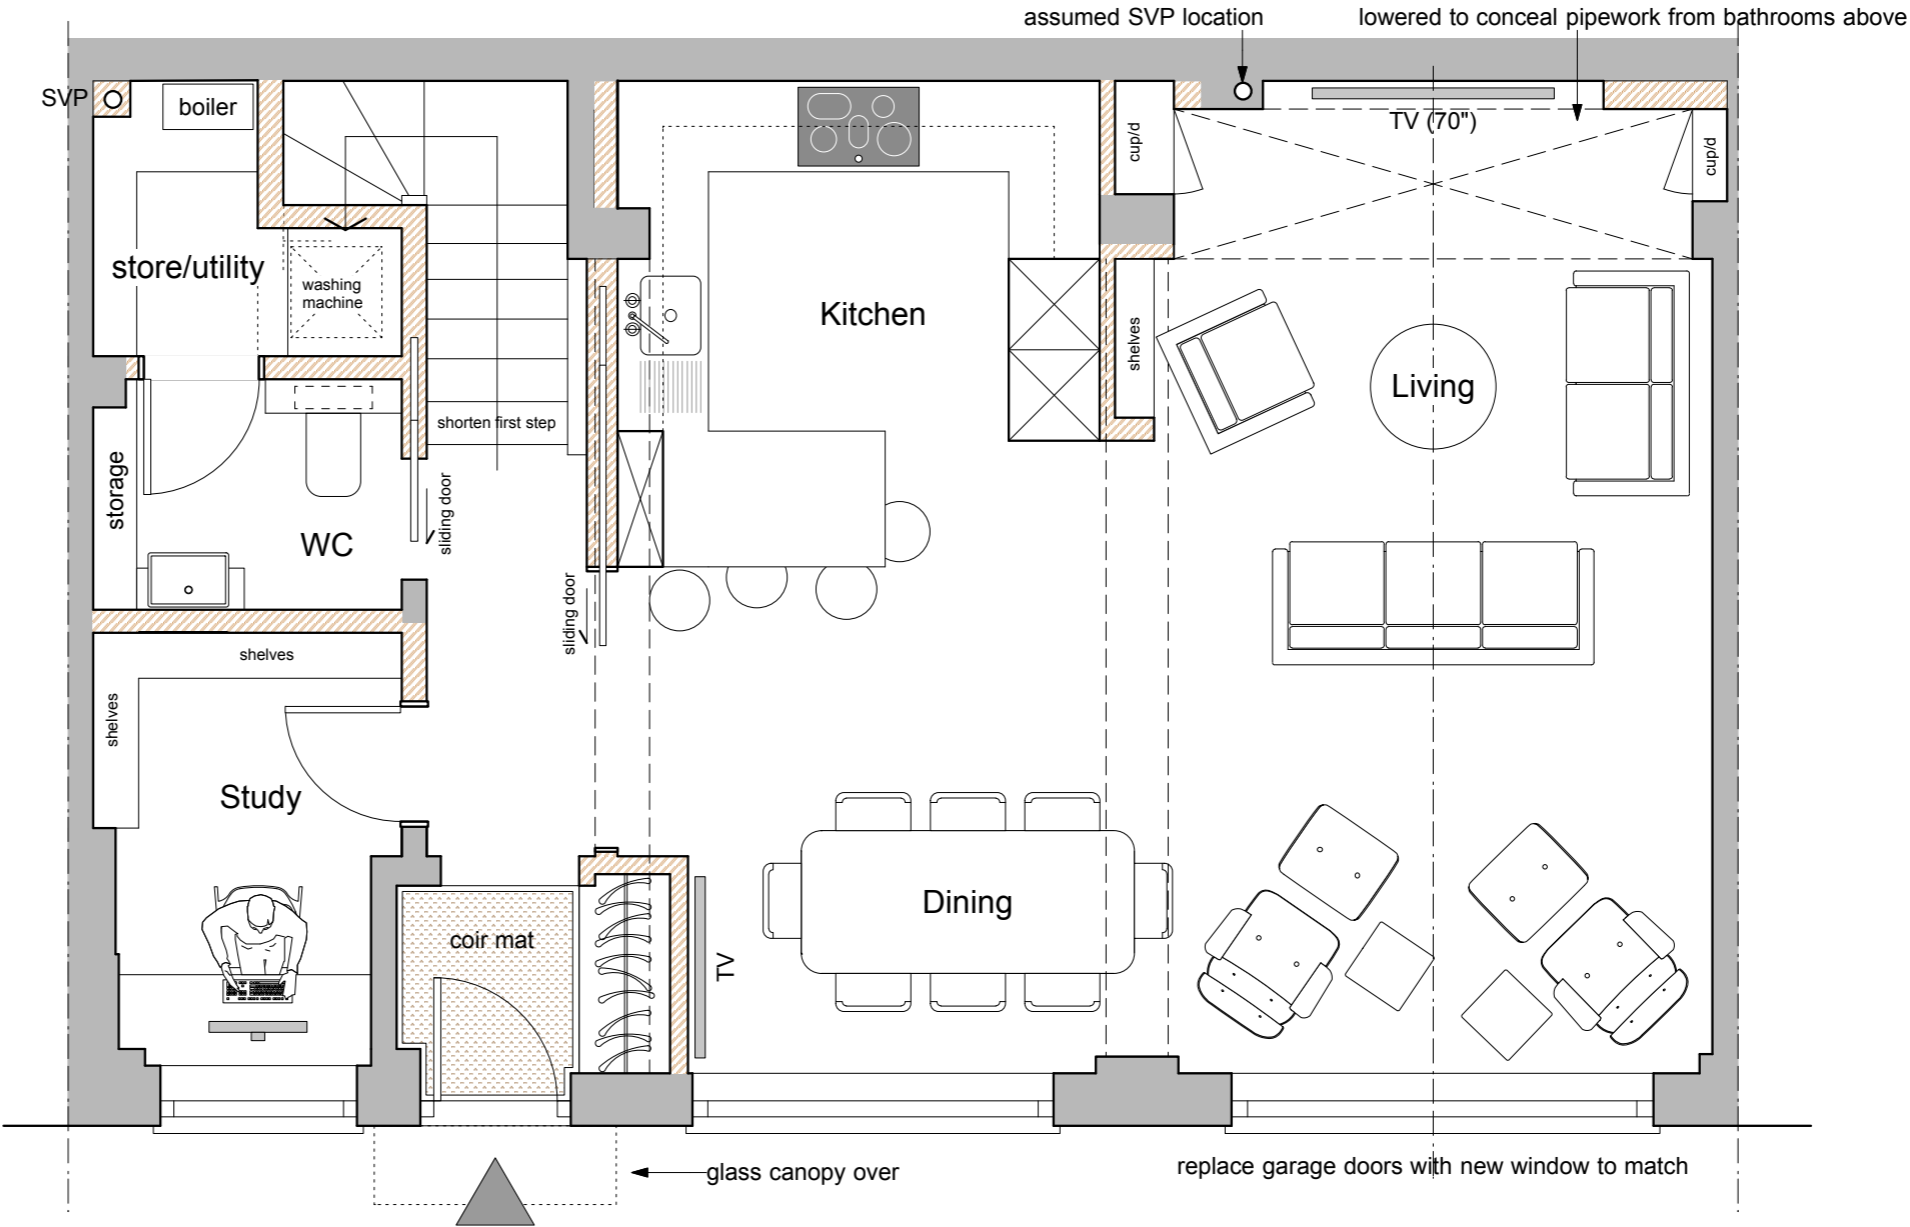 assumed SVP location
lowered to conceal pipework from bathrooms above
SVP
boiler
TV (70")
cup/d
cup/d
store/utility
washing
machine
Kitchen
shelves
Living
shorten first step
storage
sliding door
WC
sliding door
shelves
shelves
Study
Dining
coir mat
TV
glass canopy over
replace garage doors with new window to match